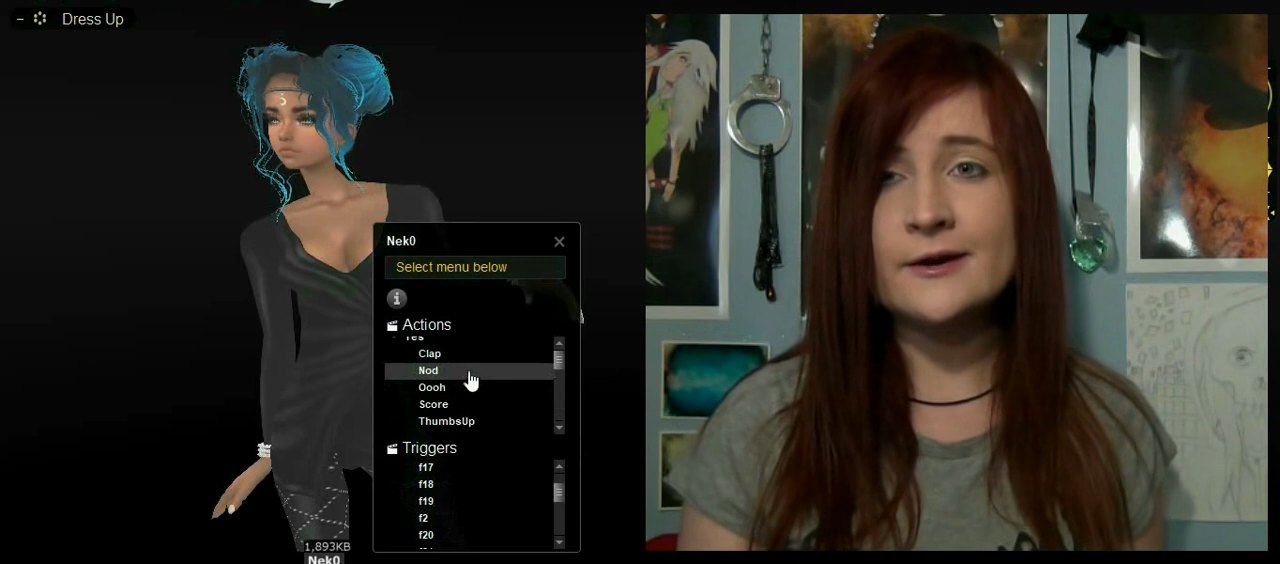 – Dress Up
Nek0
Select menu below
i
Actions
Yes
Clap
Nod
Oooh
Score
ThumbsUp
Triggers
f17
f18
f19
f2
f20
1,893KB
Nek0